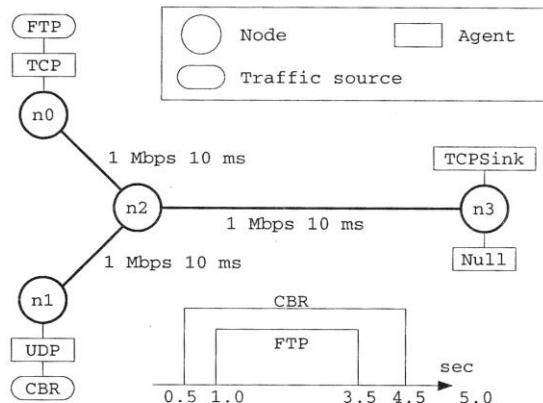 FTP
TCP
n0
Node
Agent
Traffic source
1 Mbps 10 ms
TCPSink
n2
n3
1 Mbps 10 ms
1 Mbps 10 ms
Null
n1
UDP
CBR
CBR
FTP
sec
0.5 1.0 3.5 4.5 5.0